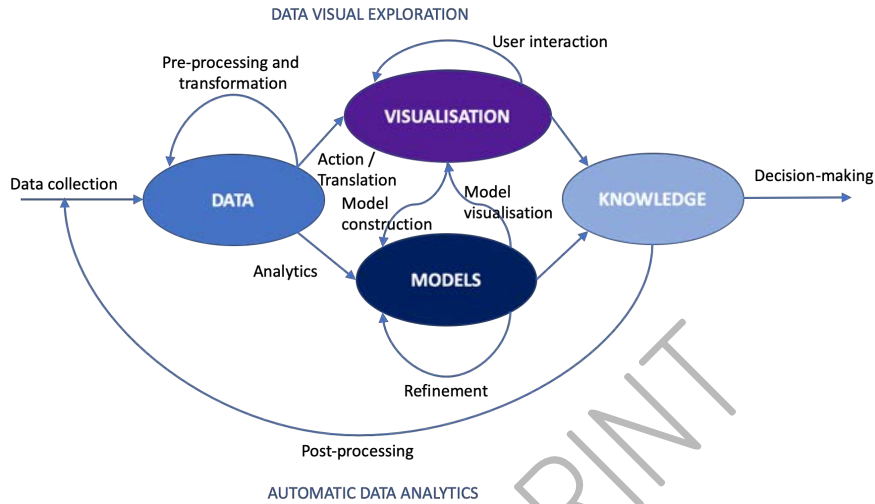 DATA VISUAL EXPLORATION
User interaction
Pre-processing and
transformation
VISUALISATION
Action /
Translation
Data collection
Decision-making
Model
construction
Model
visualisation
DATA
KNOWLEDGE
Analytics
MODELS
Refinement
Post-processing
AUTOMATIC DATA ANALYTICS
RINT